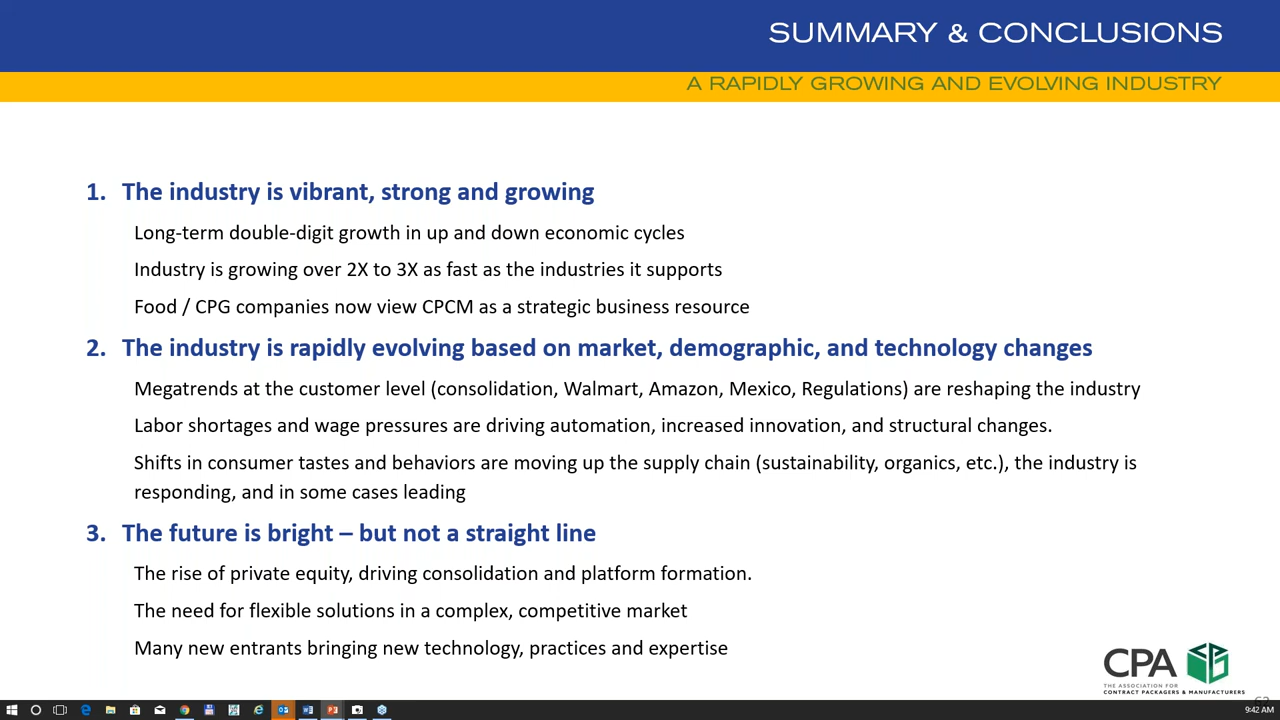 SUMMARY & CONCLUSIONS
A RAPIDLY GROWING AND EVOLVING INDUSTRY
1. The industry is vibrant, strong and growing
Long-term double-digit growth in up and down economic cycles
Industry is growing over 2X to 3X as fast as the industries it supports
Food / CPG companies now view CPCM as a strategic business resource
2. The industry is rapidly evolving based on market, demographic, and technology changes
Megatrends at the customer level (consolidation, Walmart, Amazon, Mexico, Regulations) are reshaping the industry
Labor shortages and wage pressures are driving automation, increased innovation, and structural changes.
Shifts in consumer tastes and behaviors are moving up the supply chain (sustainability, organics, etc.), the industry is
responding, and in some cases leading
3. The future is bright – but not a straight line
The rise of private equity, driving consolidation and platform formation.
The need for flexible solutions in a complex, competitive market
Many new entrants bringing new technology, practices and expertise
CPA
THE ASSOCIATION FOR
CONTRACT PACKAGERS & MANUFACTURERS
9:42 AM